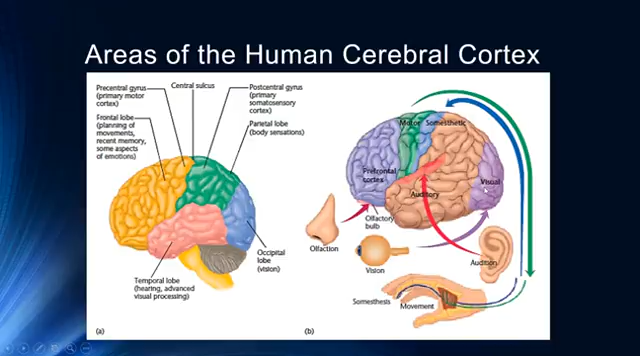 Areas of the Human Cerebral Cortex
Precentral gyrus
(primary motor
cortex)
Central sulcus
Postcentral gyrus
(primary
somatosensory
cortex)
Frontal lobe
(planning of
movements,
recent memory,
some aspects
of emotions)
Parietal lobe
(body sensations)
Occipital
lobe
(vision)
Temporal lobe
(hearing, advanced
visual processing)
(a)
Motor
Somesthetic
Prefrontal
cortex
Visual
Auditory
Olfactory
bulb
Olfaction
Vision
Audition
Somesthesis
Movement
(b)